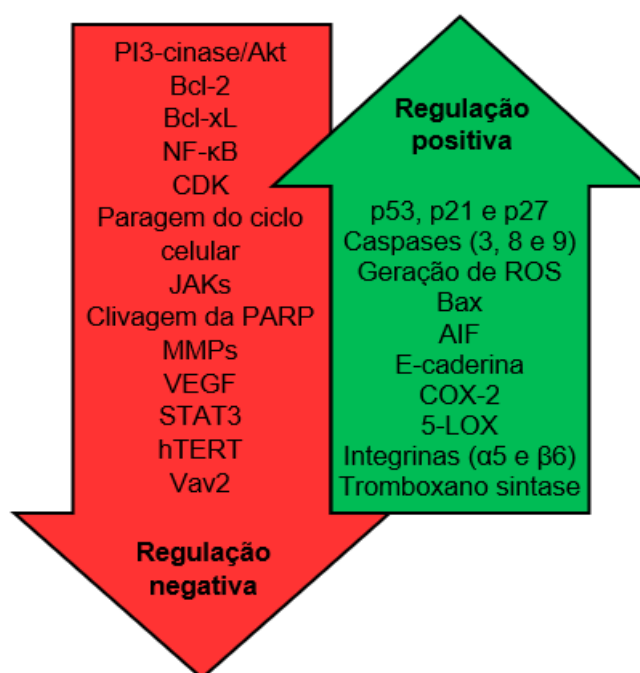 PI3-cinase/Akt
Bcl-2
Bcl-xL
NF-κB
CDK
Paragem do ciclo
celular
JAKs
Clivagem da PARP
MMPs
VEGF
STAT3
hTERT
Vav2
Regulação
negativa
Regulação
positiva
p53, p21 e p27
Caspases (3, 8 e 9)
Geração de ROS
Bax
AIF
E-caderina
COX-2
5-LOX
Integrinas (α5 e β6)
Tromboxano sintase